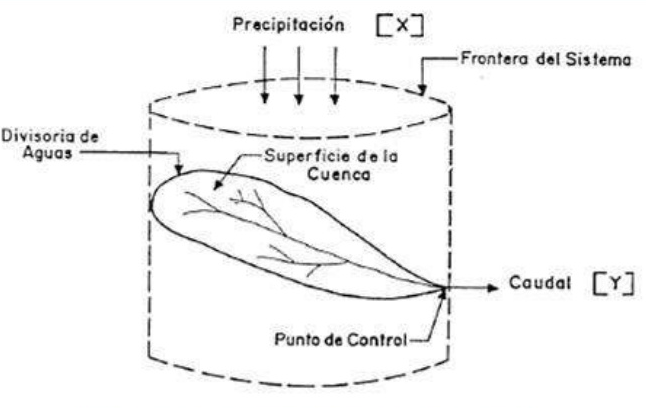 Precipitación [X]
Frontera del Sistema
Divisoria de
Aguas
Superficie de la
Cuenca
Caudal [Y]
Punto de Control